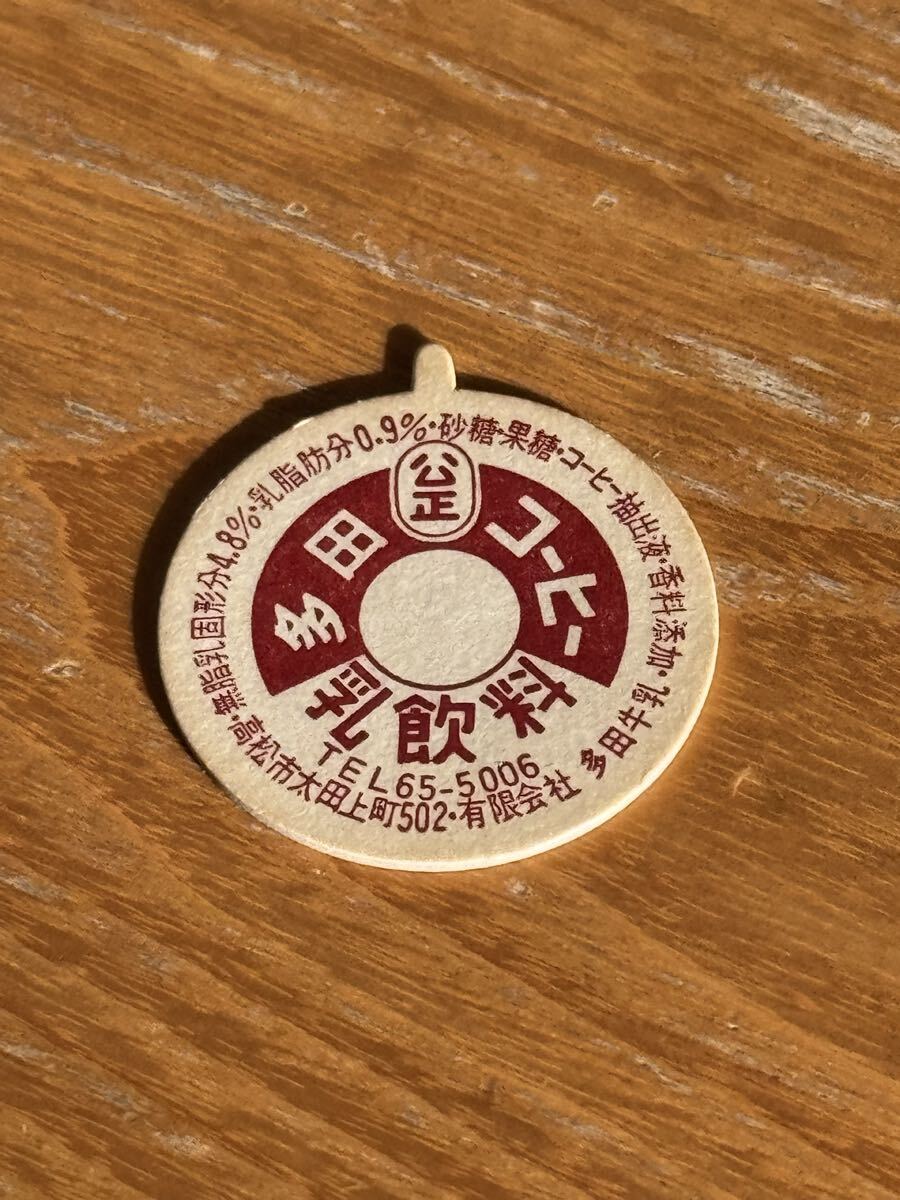 公正
多田コーヒー
乳飲料
TEL65-5006
無脂乳固形分4.8%・乳脂肪分0.9%・砂糖・果糖・コーヒー抽出液・香料添加・
高松市太田上町502・有限会社 多田牛乳